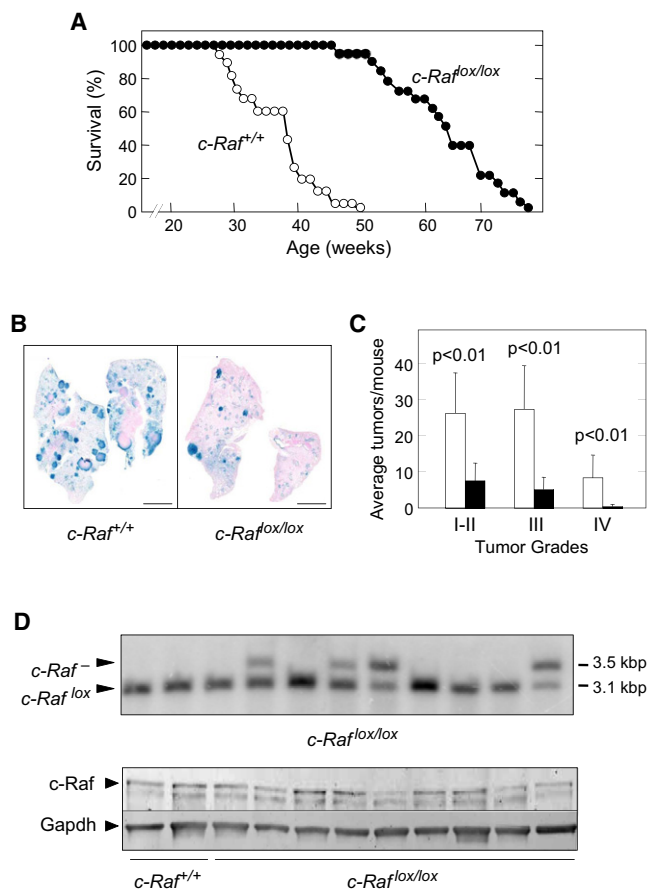 A
Survival (%)
100
80
60
40
20
0
c-Raf+/+
c-Raflox/lox
20 30 40 50 60 70
Age (weeks)
B
c-Raf+/+ c-Raflox/lox
C
Average tumors/mouse
40
30
20
10
0
p<0.01 p<0.01 p<0.01
I-II III IV
Tumor Grades
D
c-Raf – 3.5 kbp
c-Raf lox 3.1 kbp
c-Raflox/lox
c-Raf
Gapdh
c-Raf+/+ c-Raflox/lox